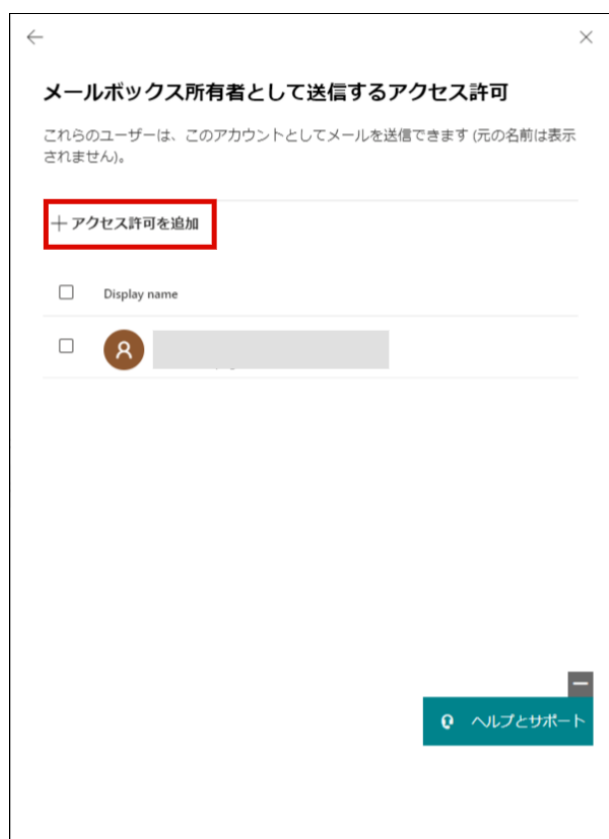 メールボックス所有者として送信するアクセス許可
これらのユーザーは、このアカウントとしてメールを送信できます (元の名前は表示
されません)。
＋ アクセス許可を追加
Display name
ヘルプとサポート